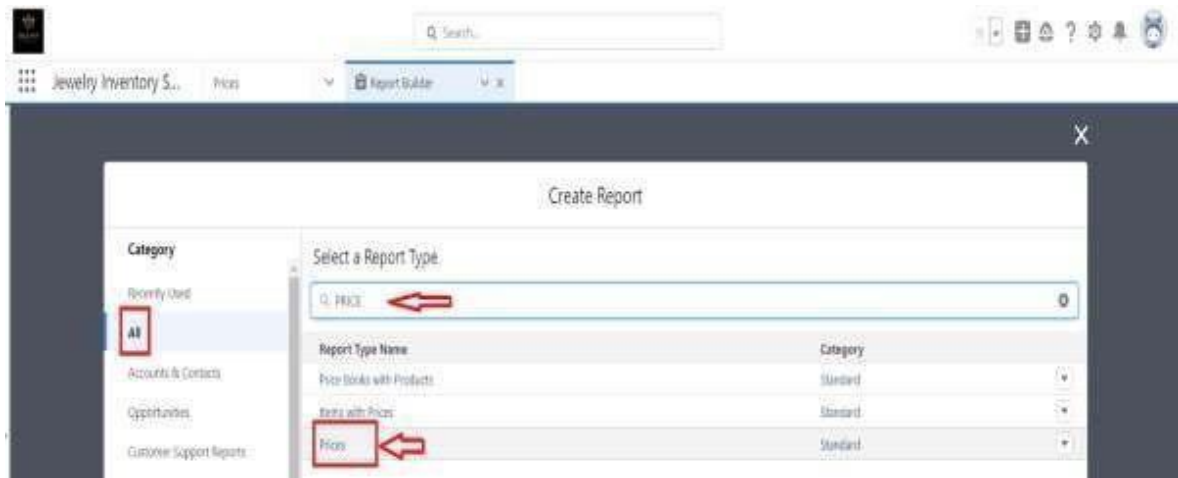 Search...
Jewelry Inventory S... Prices Report Builder
X
Create Report
Category
Select a Report Type
Recently Used
PRICE
All
Report Type Name Category
Accounts & Contacts
Price Books with Products Standard
Opportunities
Items with Prices Standard
Customer Support Reports
Prices Standard